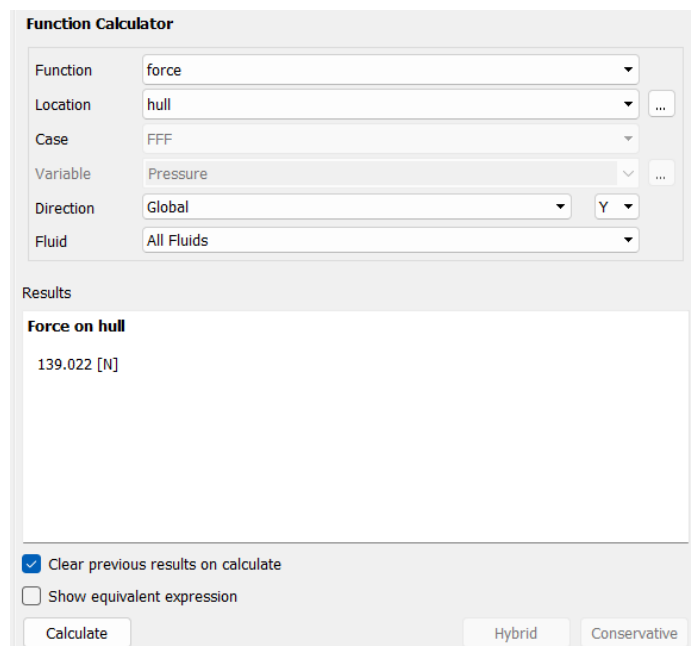 Function Calculator
Function force
Location hull ...
Case FFF
Variable Pressure ...
Direction Global Y
Fluid All Fluids
Results
Force on hull
139.022 [N]
Clear previous results on calculate
Show equivalent expression
Calculate Hybrid Conservative